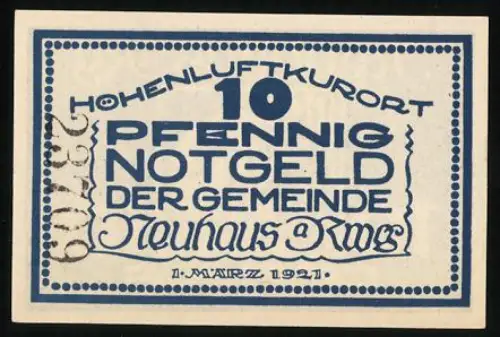 HÖHENLUFTKURORT
10
PFENNIG
NOTGELD
DER GEMEINDE
Neuhaus a Rwg
1. MÄRZ 1921.
23709